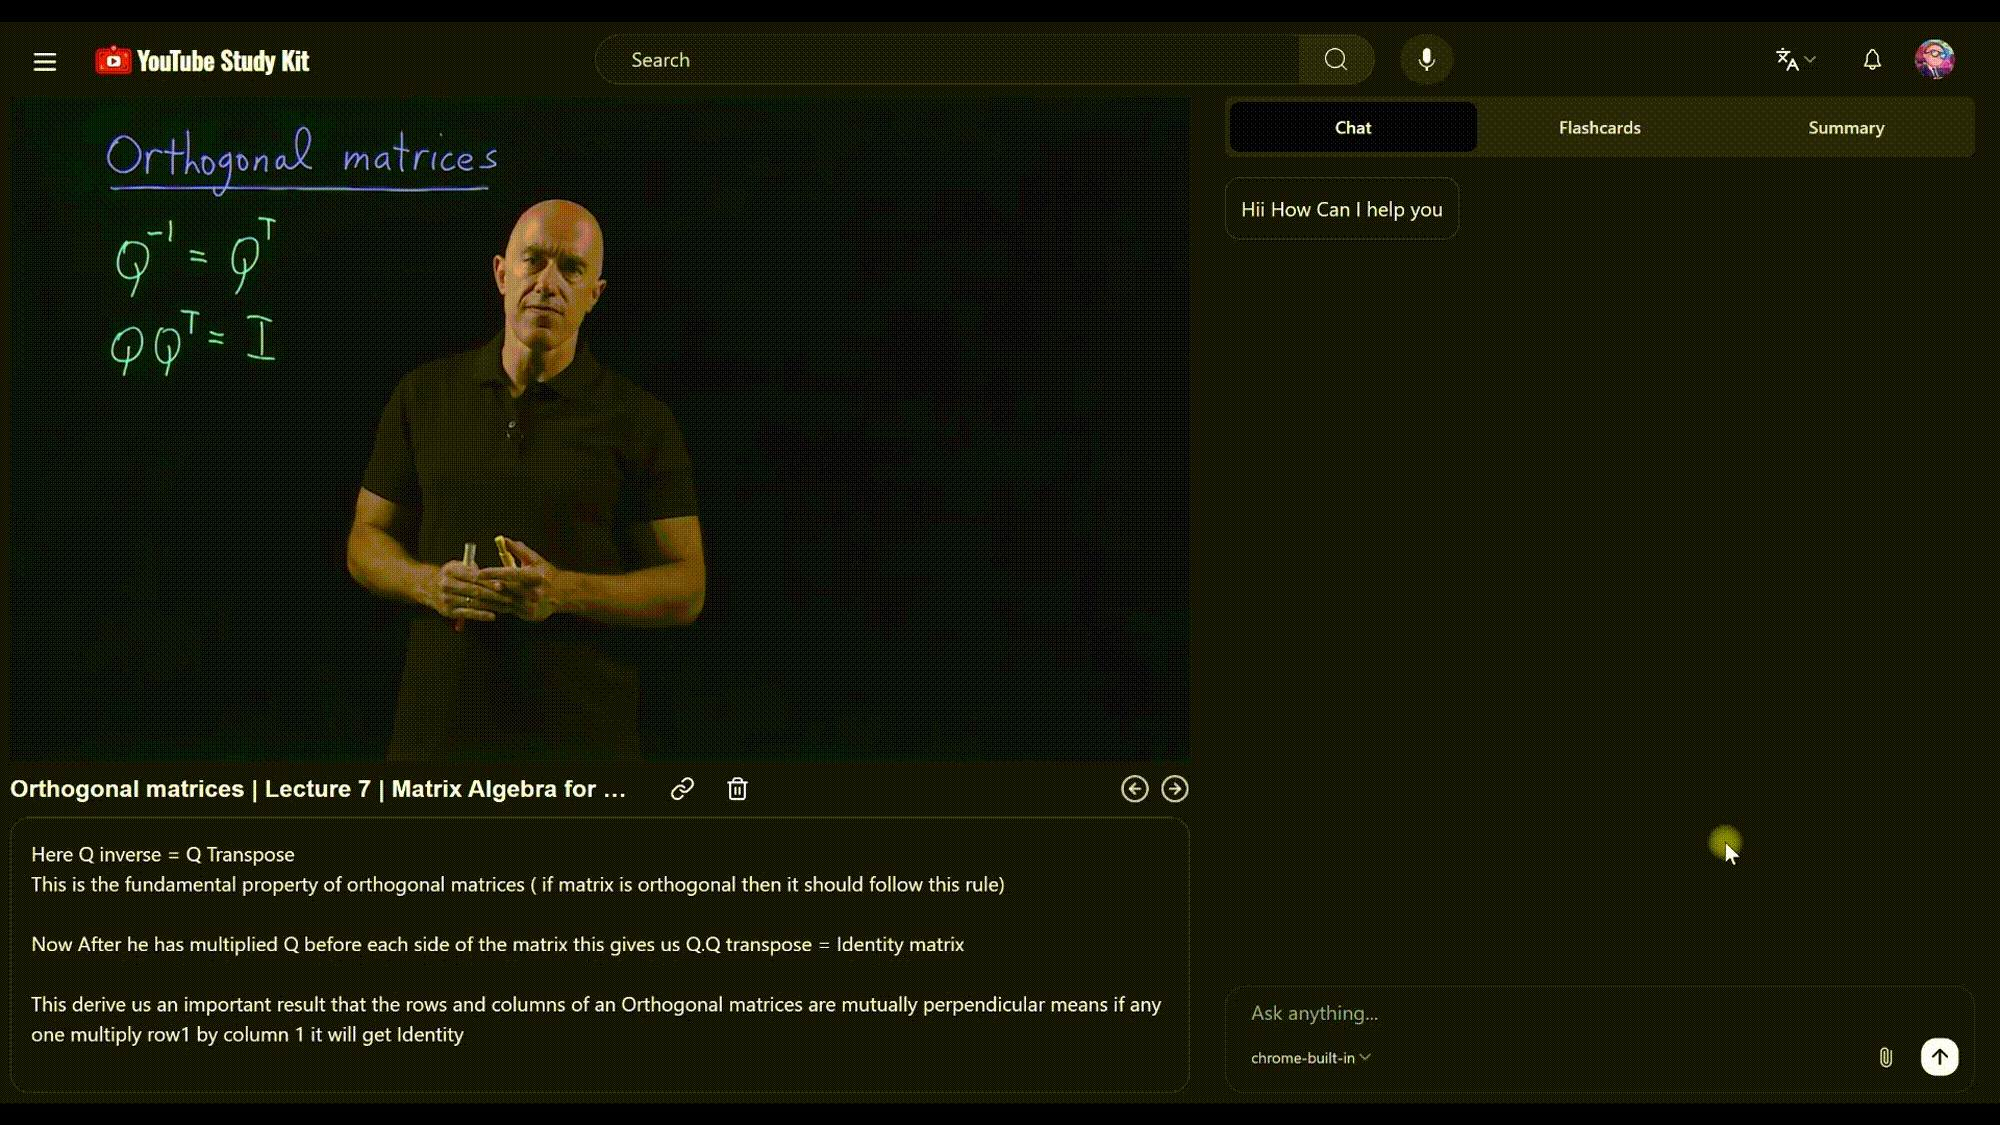 YouTube Study Kit
Search
Orthogonal matrices
Q⁻¹ = Qᵀ
QQᵀ = I
Orthogonal matrices | Lecture 7 | Matrix Algebra for ...
Here Q inverse = Q Transpose
This is the fundamental property of orthogonal matrices ( if matrix is orthogonal then it should follow this rule)
Now After he has multiplied Q before each side of the matrix this gives us Q.Q transpose = Identity matrix
This derive us an important result that the rows and columns of an Orthogonal matrices are mutually perpendicular means if any
one multiply row1 by column 1 it will get Identity
Chat Flashcards Summary
Hii How Can I help you
Ask anything...
chrome-built-in